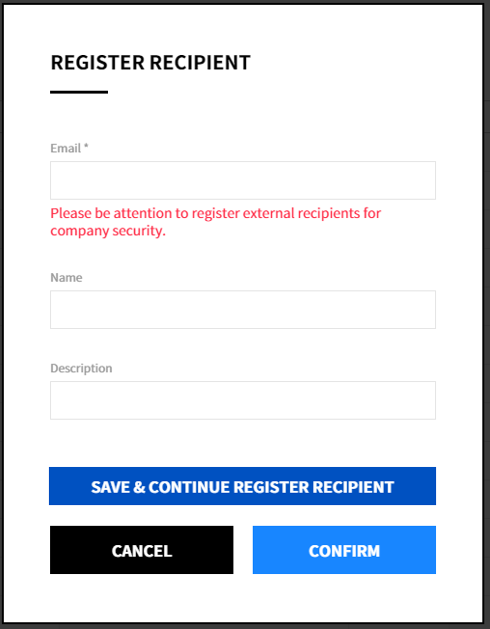 REGISTER RECIPIENT
Email *
Please be attention to register external recipients for
company security.
Name
Description
SAVE & CONTINUE REGISTER RECIPIENT
CANCEL
CONFIRM